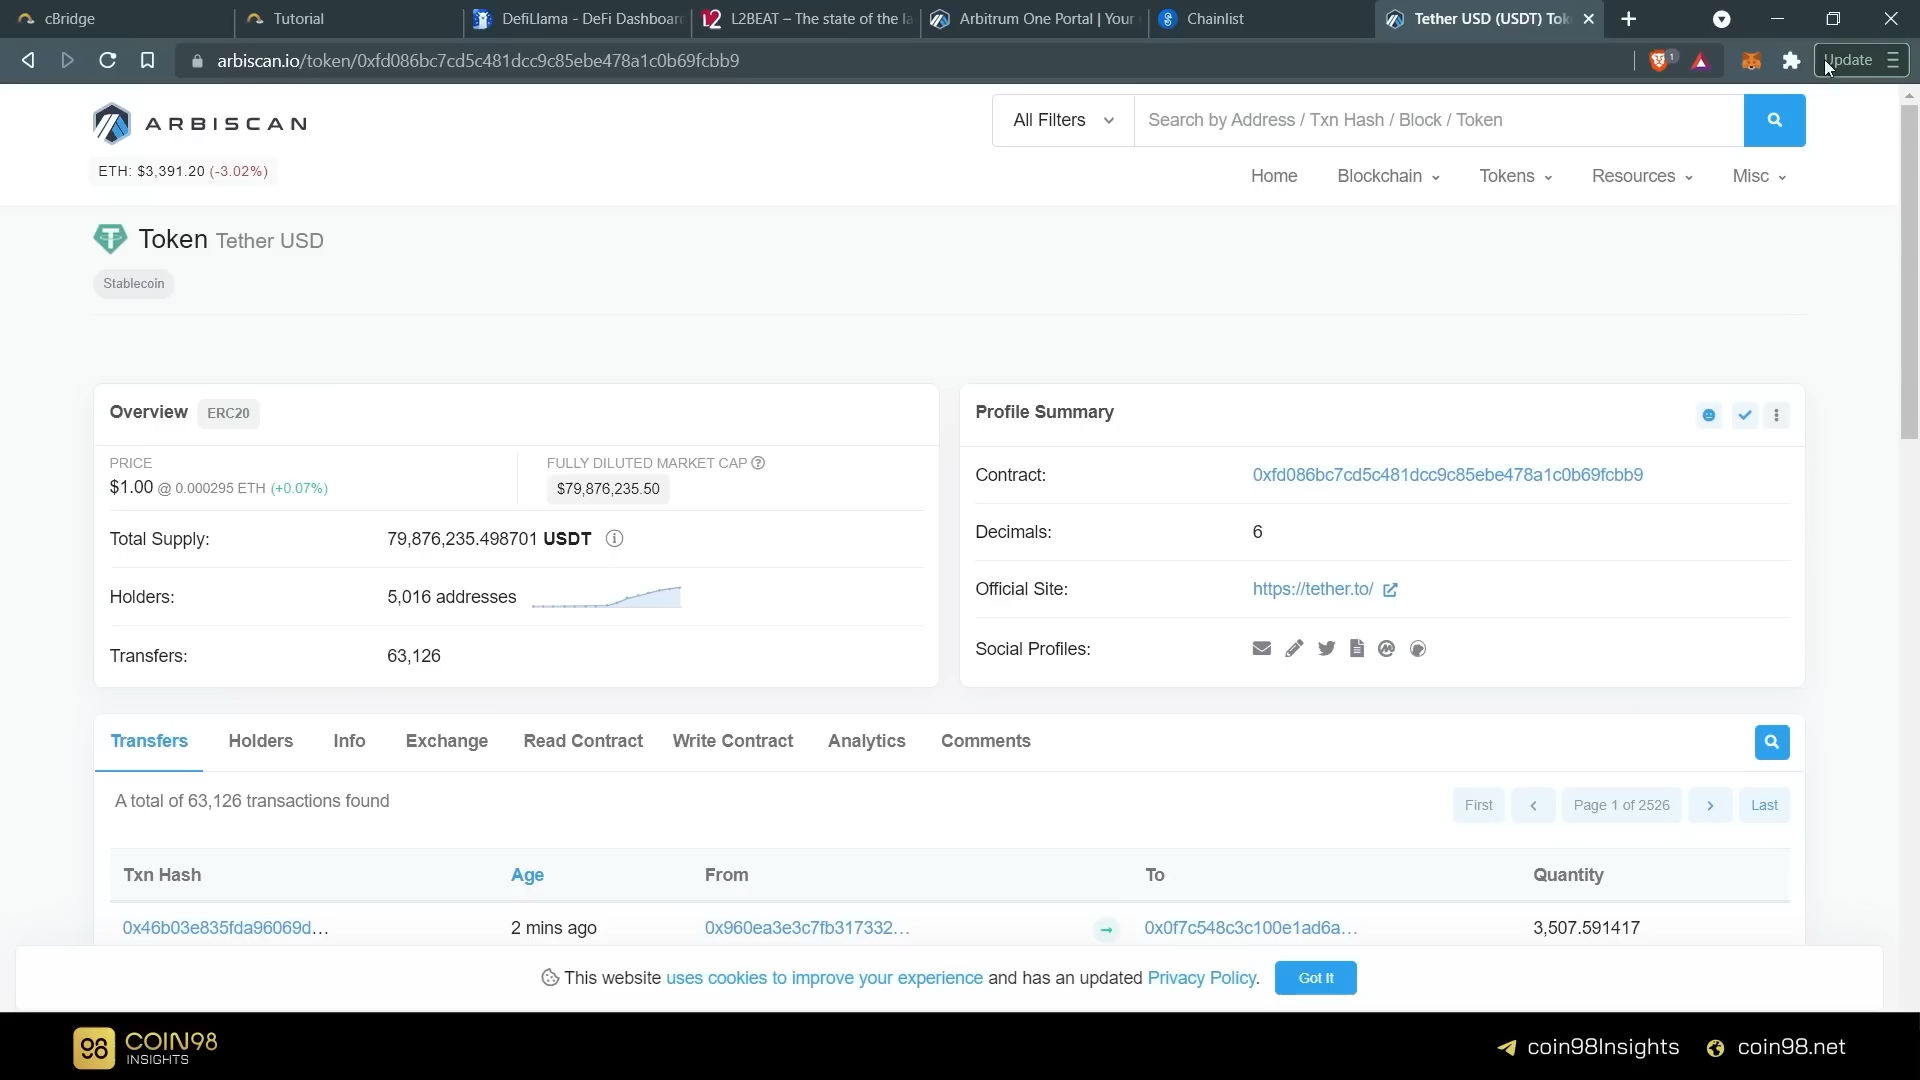 cBridge
Tutorial
DefiLlama - DeFi Dashboard
L2BEAT – The state of the la
Arbitrum One Portal | Your
Chainlist
Tether USD (USDT) Tok
arbiscan.io/token/0xfd086bc7cd5c481dcc9c85ebe478a1c0b69fcbb9
1
Update
ARBISCAN
All Filters
Search by Address / Txn Hash / Block / Token
ETH: $3,391.20 (-3.02%)
Home Blockchain Tokens Resources Misc
Token Tether USD
Stablecoin
Overview ERC20
PRICE
$1.00 @ 0.000295 ETH (+0.07%)
FULLY DILUTED MARKET CAP
$79,876,235.50
Total Supply: 79,876,235.498701 USDT
Holders: 5,016 addresses
Transfers: 63,126
Profile Summary
Contract: 0xfd086bc7cd5c481dcc9c85ebe478a1c0b69fcbb9
Decimals: 6
Official Site: https://tether.to/
Social Profiles:
Transfers Holders Info Exchange Read Contract Write Contract Analytics Comments
A total of 63,126 transactions found
First Page 1 of 2526 Last
Txn Hash Age From To Quantity
0x46b03e835fda96069d... 2 mins ago 0x960ea3e3c7fb317332... 0x0f7c548c3c100e1ad6a... 3,507.591417
This website uses cookies to improve your experience and has an updated Privacy Policy. Got It
98 COIN98
INSIGHTS
coin98Insights
coin98.net